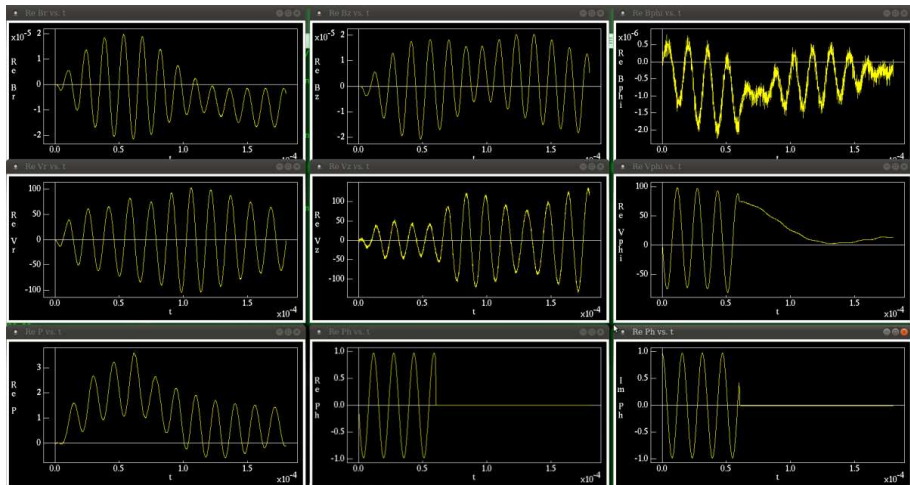 Re Br vs. t
Re Bz vs. t
Re Bphi vs. t
x10^-5
2
1
0
-1
-2
Re Br
0.0 0.5 1.0 1.5
t
x10^-4
x10^-5
2
1
0
-1
-2
Re Bz
0.0 0.5 1.0 1.5
t
x10^-4
x10^-6
0.5
0.0
-0.5
-1.0
-1.5
-2.0
Re Bphi
0.0 0.5 1.0 1.5
t
x10^-4
Re Vr vs. t
Re Vz vs. t
Re Vphi vs. t
100
50
0
-50
-100
Re Vr
0.0 0.5 1.0 1.5
t
x10^-4
100
50
0
-50
-100
Re Vz
0.0 0.5 1.0 1.5
t
x10^-4
100
50
0
-50
Re Vphi
0.0 0.5 1.0 1.5
t
x10^-4
Re P vs. t
Re Ph vs. t
Re Ph vs. t
3
2
1
0
Re P
0.0 0.5 1.0 1.5
t
x10^-4
1.0
0.5
0.0
-0.5
-1.0
Re Ph
0.0 0.5 1.0 1.5
t
x10^-4
1.0
0.5
0.0
-0.5
-1.0
Im Ph
0.0 0.5 1.0 1.5
t
x10^-4